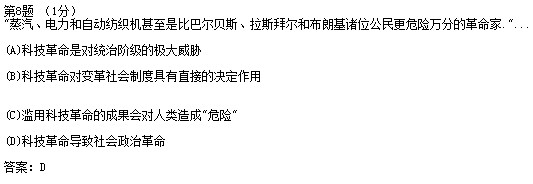 第8题 （1分）
"蒸汽、电力和自动纺织机甚至是比巴尔贝斯、拉斯拜尔和布朗基诸位公民更危险万分的革命家."...
(A)科技革命是对统治阶级的极大威胁
(B)科技革命对变革社会制度具有直接的决定作用
(C)滥用科技革命的成果会对人类造成"危险"
(D)科技革命导致社会政治革命
答案：D